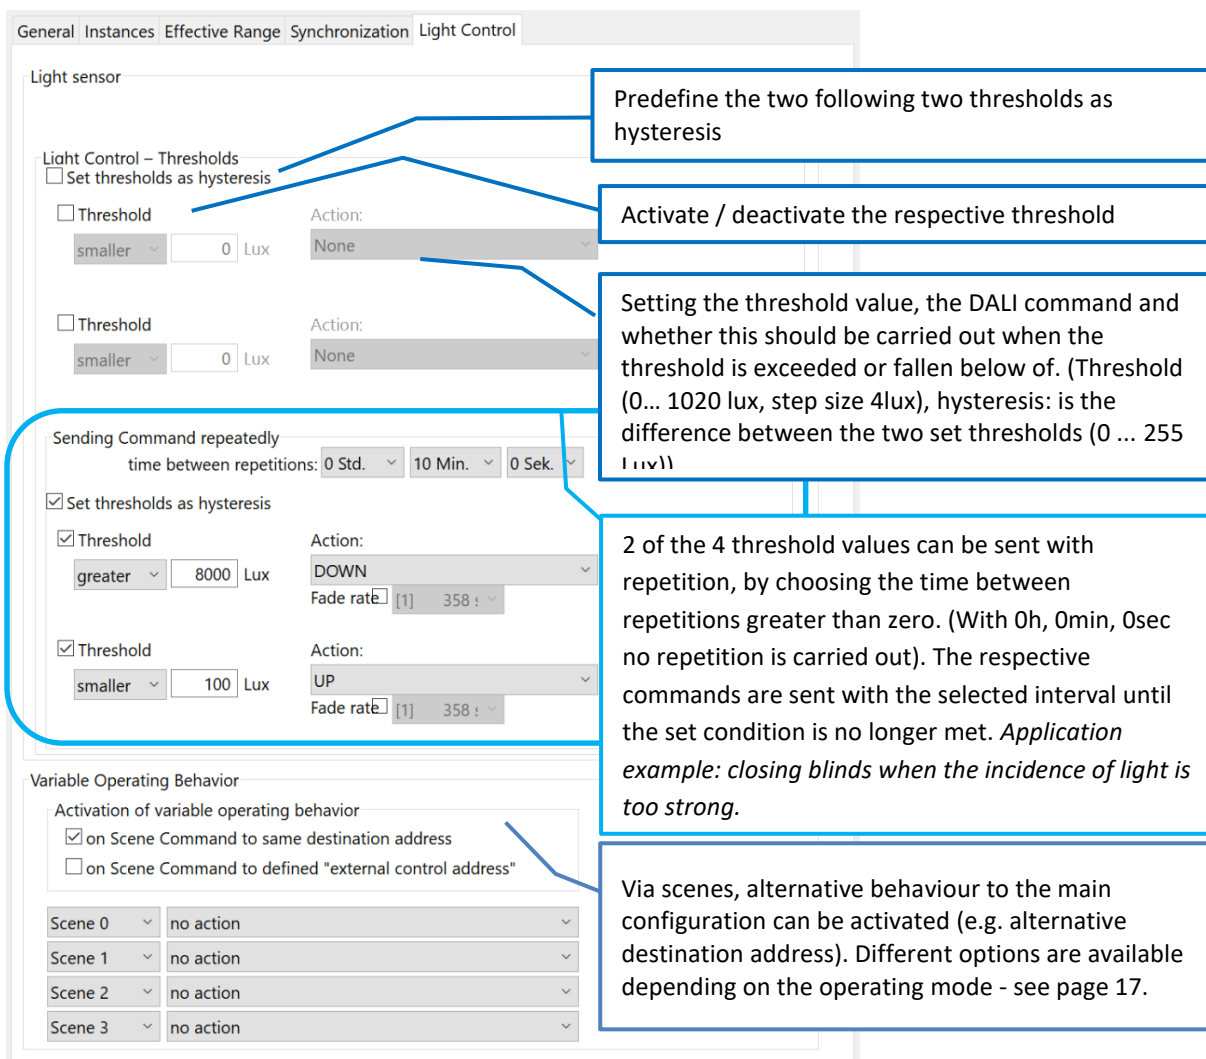 General Instances Effective Range Synchronization Light Control
Light sensor
Predefine the two following two thresholds as
hysteresis
Light Control – Thresholds
Set thresholds as hysteresis
Threshold
Action:
smaller 0 Lux None
Activate / deactivate the respective threshold
Threshold
Action:
smaller 0 Lux None
Setting the threshold value, the DALI command and
whether this should be carried out when the
threshold is exceeded or fallen below of. (Threshold
(0… 1020 lux, step size 4lux), hysteresis: is the
difference between the two set thresholds (0 ... 255
Lux))
Sending Command repeatedly
time between repetitions: 0 Std. 10 Min. 0 Sek.
Set thresholds as hysteresis
Threshold
Action:
greater 8000 Lux DOWN
Fade rate [1] 358 s
Threshold
Action:
smaller 100 Lux UP
Fade rate [1] 358 s
2 of the 4 threshold values can be sent with
repetition, by choosing the time between
repetitions greater than zero. (With 0h, 0min, 0sec
no repetition is carried out). The respective
commands are sent with the selected interval until
the set condition is no longer met. Application
example: closing blinds when the incidence of light is
too strong.
Variable Operating Behavior
Activation of variable operating behavior
on Scene Command to same destination address
on Scene Command to defined "external control address"
Scene 0 no action
Scene 1 no action
Scene 2 no action
Scene 3 no action
Via scenes, alternative behaviour to the main
configuration can be activated (e.g. alternative
destination address). Different options are available
depending on the operating mode - see page 17.